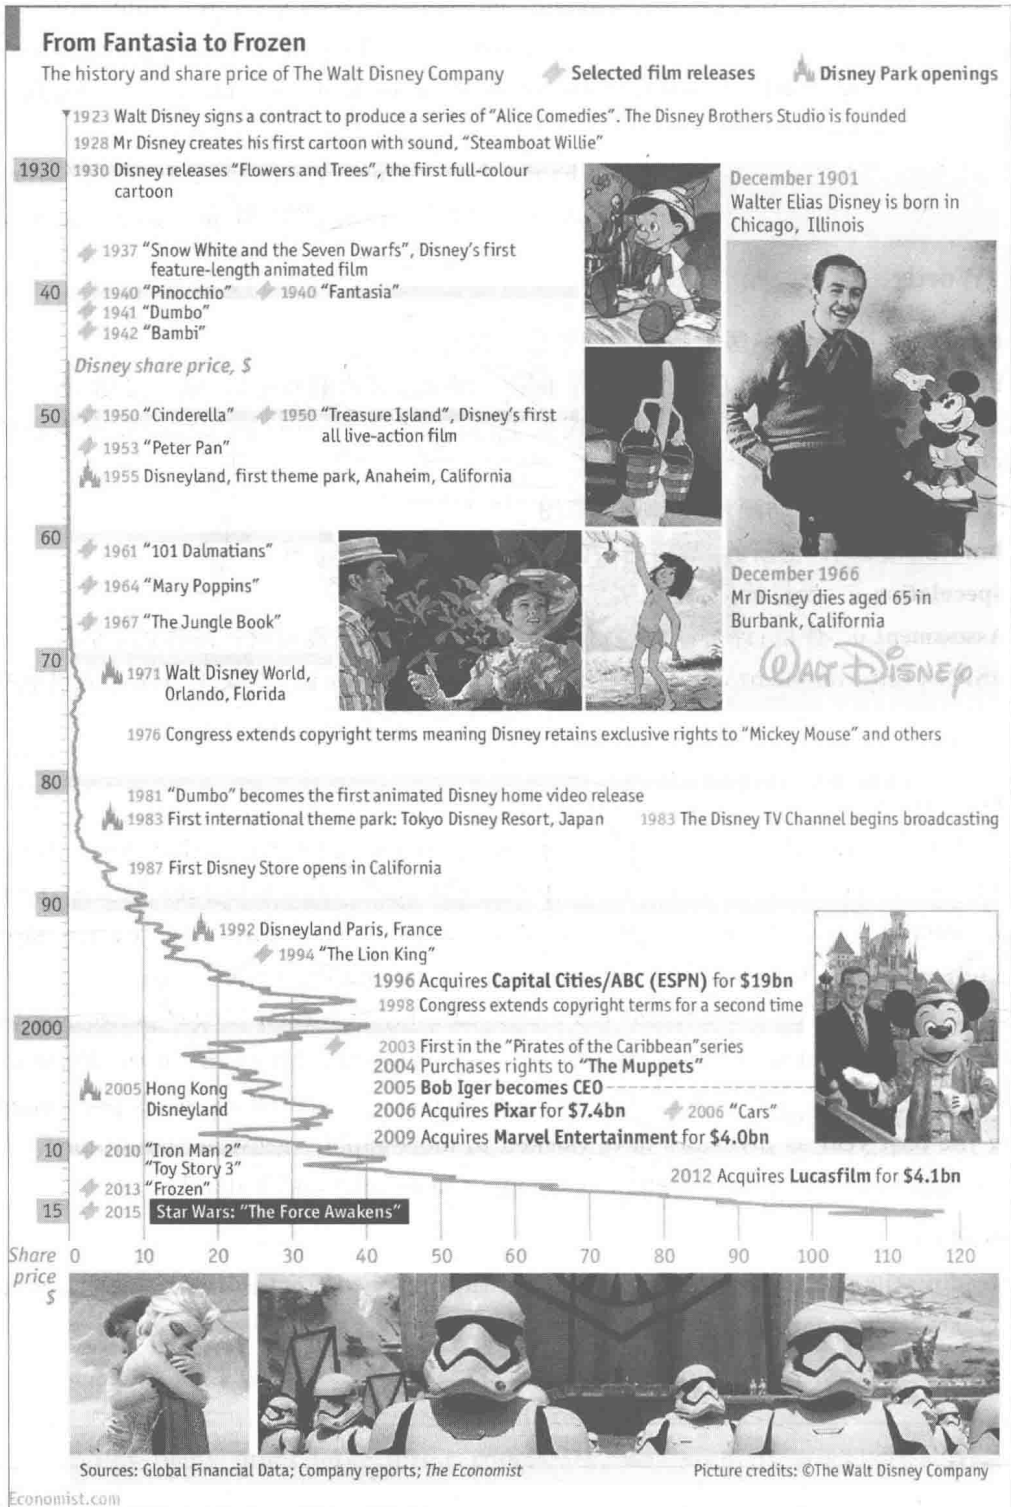 From Fantasia to Frozen
The history and share price of The Walt Disney Company
Selected film releases
Disney Park openings
1923 Walt Disney signs a contract to produce a series of "Alice Comedies". The Disney Brothers Studio is founded
1928 Mr Disney creates his first cartoon with sound, "Steamboat Willie"
1930
1930 Disney releases "Flowers and Trees", the first full-colour
cartoon
December 1901
Walter Elias Disney is born in
Chicago, Illinois
1937 "Snow White and the Seven Dwarfs", Disney's first
feature-length animated film
40
1940 "Pinocchio"
1940 "Fantasia"
1941 "Dumbo"
1942 "Bambi"
Disney share price, $
50
1950 "Cinderella"
1950 "Treasure Island", Disney's first
all live-action film
1953 "Peter Pan"
1955 Disneyland, first theme park, Anaheim, California
60
1961 "101 Dalmatians"
1964 "Mary Poppins"
1967 "The Jungle Book"
December 1966
Mr Disney dies aged 65 in
Burbank, California
WALT DISNEY
70
1971 Walt Disney World,
Orlando, Florida
1976 Congress extends copyright terms meaning Disney retains exclusive rights to "Mickey Mouse" and others
80
1981 "Dumbo" becomes the first animated Disney home video release
1983 First international theme park: Tokyo Disney Resort, Japan
1983 The Disney TV Channel begins broadcasting
1987 First Disney Store opens in California
90
1992 Disneyland Paris, France
1994 "The Lion King"
1996 Acquires Capital Cities/ABC (ESPN) for $19bn
1998 Congress extends copyright terms for a second time
2000
2003 First in the "Pirates of the Caribbean"series
2004 Purchases rights to "The Muppets"
2005 Hong Kong
Disneyland
2005 Bob Iger becomes CEO
2006 Acquires Pixar for $7.4bn
2006 "Cars"
2009 Acquires Marvel Entertainment for $4.0bn
10
2010 "Iron Man 2"
"Toy Story 3"
2012 Acquires Lucasfilm for $4.1bn
2013 "Frozen"
15
2015 Star Wars: "The Force Awakens"
Share
price
$
0 10 20 30 40 50 60 70 80 90 100 110 120
Sources: Global Financial Data; Company reports; The Economist
Picture credits: ©The Walt Disney Company
Economist.com